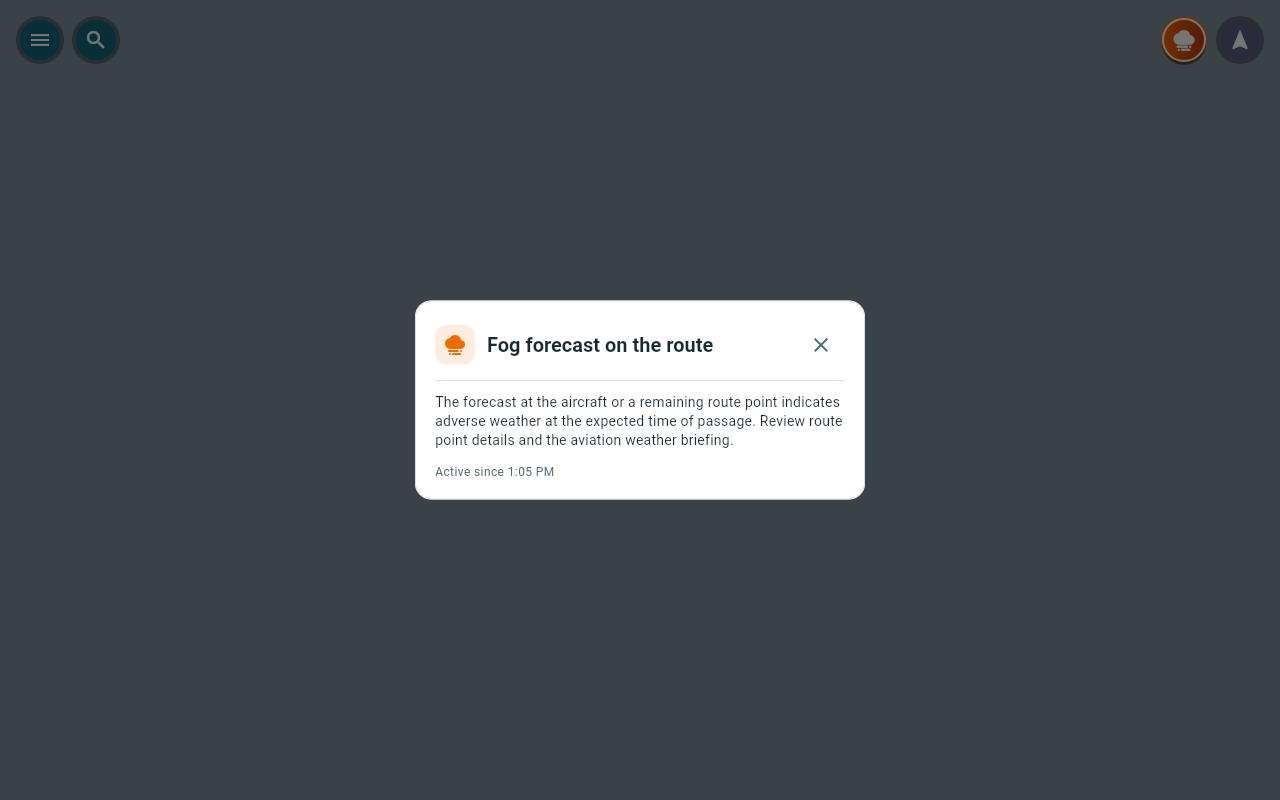 Fog forecast on the route
The forecast at the aircraft or a remaining route point indicates
adverse weather at the expected time of passage. Review route
point details and the aviation weather briefing.
Active since 1:05 PM